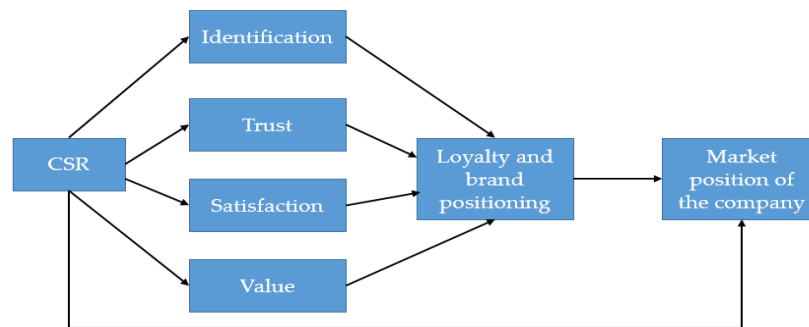 Identification
Trust
CSR
Satisfaction
Value
Loyalty and
brand
positioning
Market
position of
the company